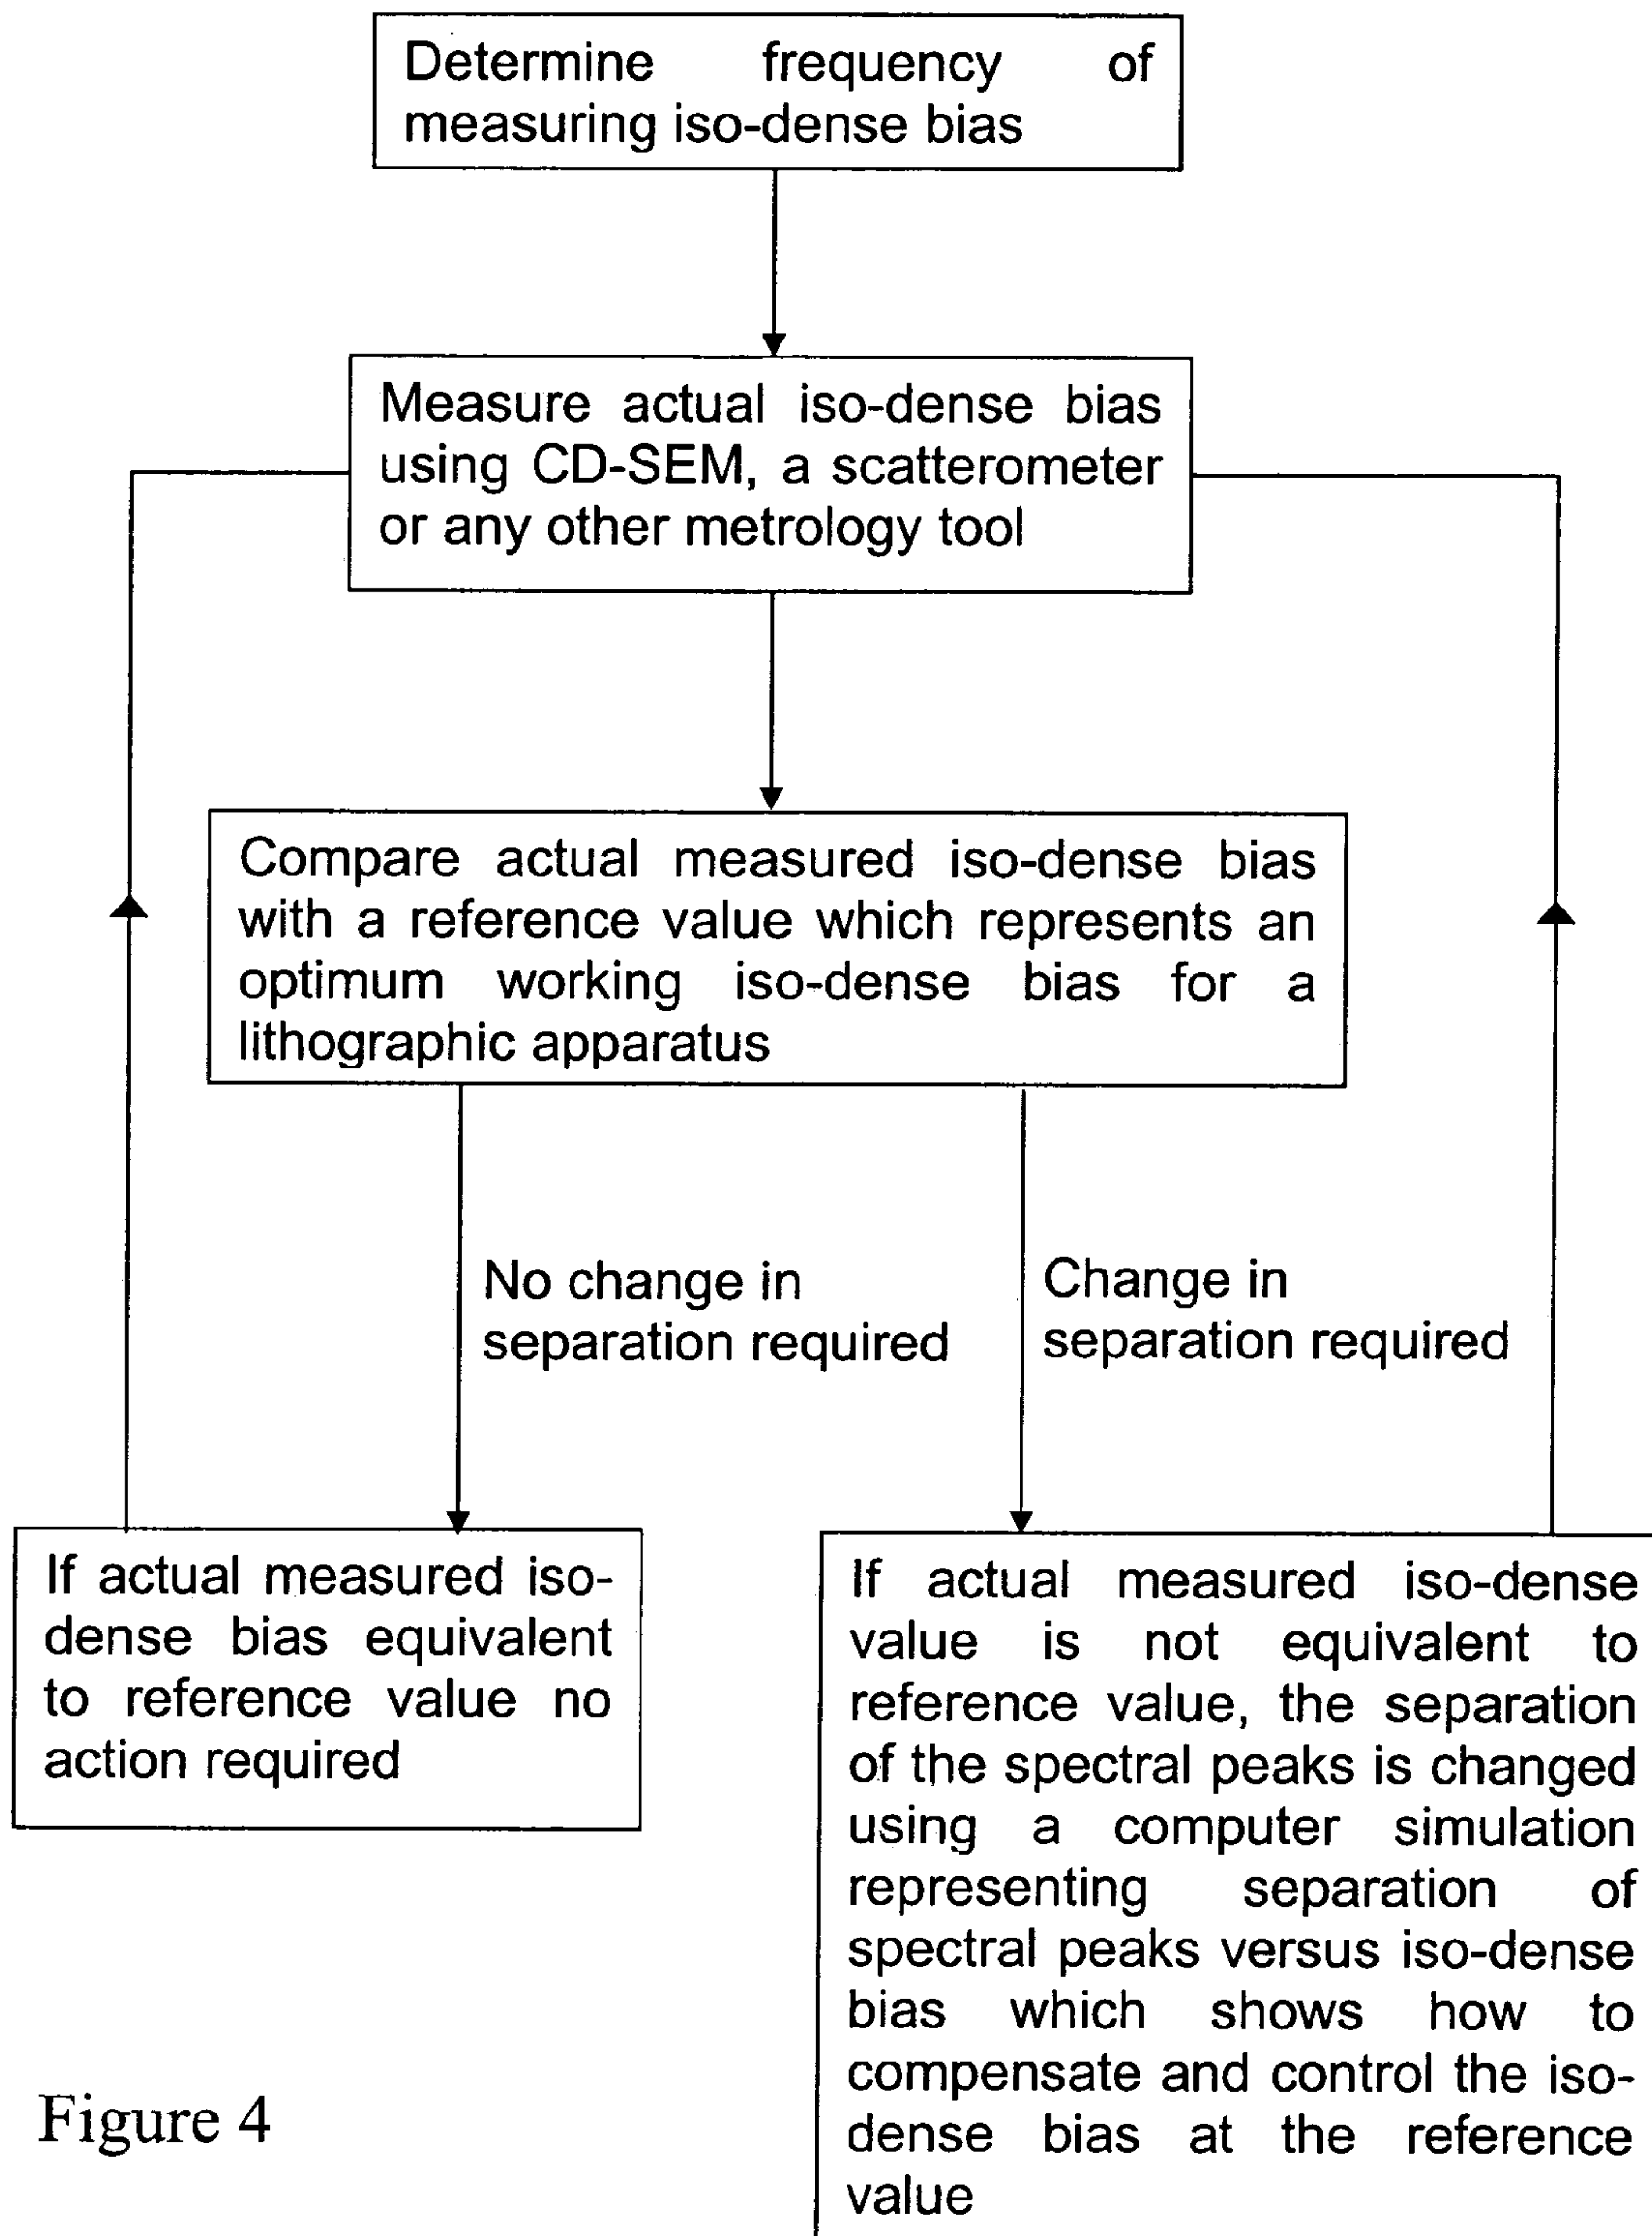 Determine frequency of
measuring iso-dense bias
Measure actual iso-dense bias
using CD-SEM, a scatterometer
or any other metrology tool
Compare actual measured iso-dense bias
with a reference value which represents an
optimum working iso-dense bias for a
lithographic apparatus
No change in
separation required
Change in
separation required
If actual measured iso-
dense bias equivalent
to reference value no
action required
If actual measured iso-dense
value is not equivalent to
reference value, the separation
of the spectral peaks is changed
using a computer simulation
representing separation of
spectral peaks versus iso-dense
bias which shows how to
compensate and control the iso-
dense bias at the reference
value
Figure 4